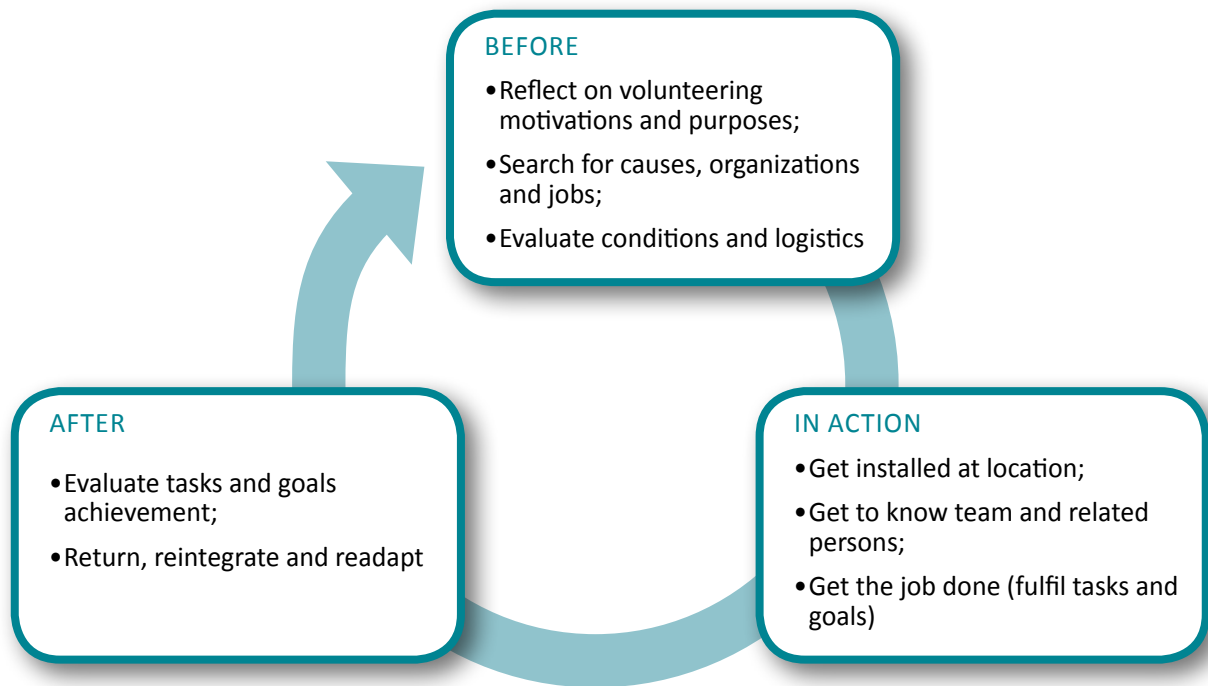 BEFORE
•Reflect on volunteering
motivations and purposes;
•Search for causes, organizations
and jobs;
•Evaluate conditions and logistics
AFTER
•Evaluate tasks and goals
achievement;
•Return, reintegrate and readapt
IN ACTION
•Get installed at location;
•Get to know team and related
persons;
•Get the job done (fulfil tasks and
goals)